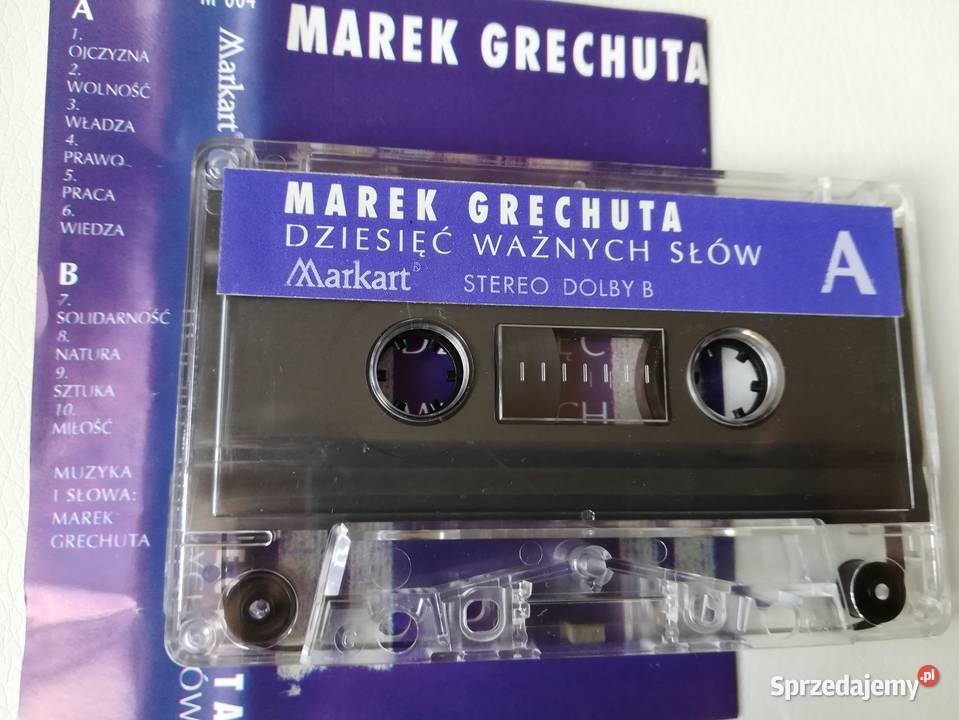 A
1.
OJCZYZNA
2.
WOLNOŚĆ
3.
WŁADZA
4.
PRAWO
5.
PRACA
6.
WIEDZA
B
7.
SOLIDARNOŚĆ
8.
NATURA
9.
SZTUKA
10.
MIŁOŚĆ
MUZYKA
I SŁOWA:
MAREK
GRECHUTA
M 004
Markart
MAREK GRECHUTA
MAREK GRECHUTA
DZIESIĘĆ WAŻNYCH SŁÓW
Markart®
STEREO DOLBY B
A
Sprzedajemy.pl